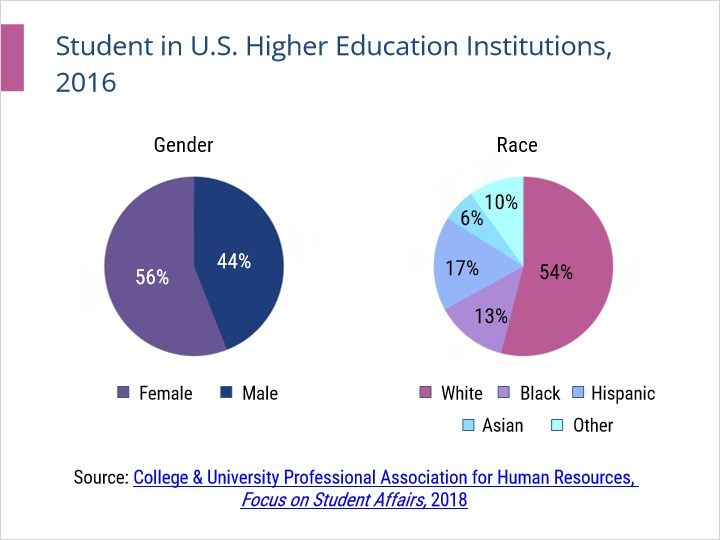 Student in U.S. Higher Education Institutions,
2016
Gender
Race
44%
56%
10%
6%
17%
54%
13%
Female Male
White Black Hispanic
Asian Other
Source: College & University Professional Association for Human Resources,
Focus on Student Affairs, 2018